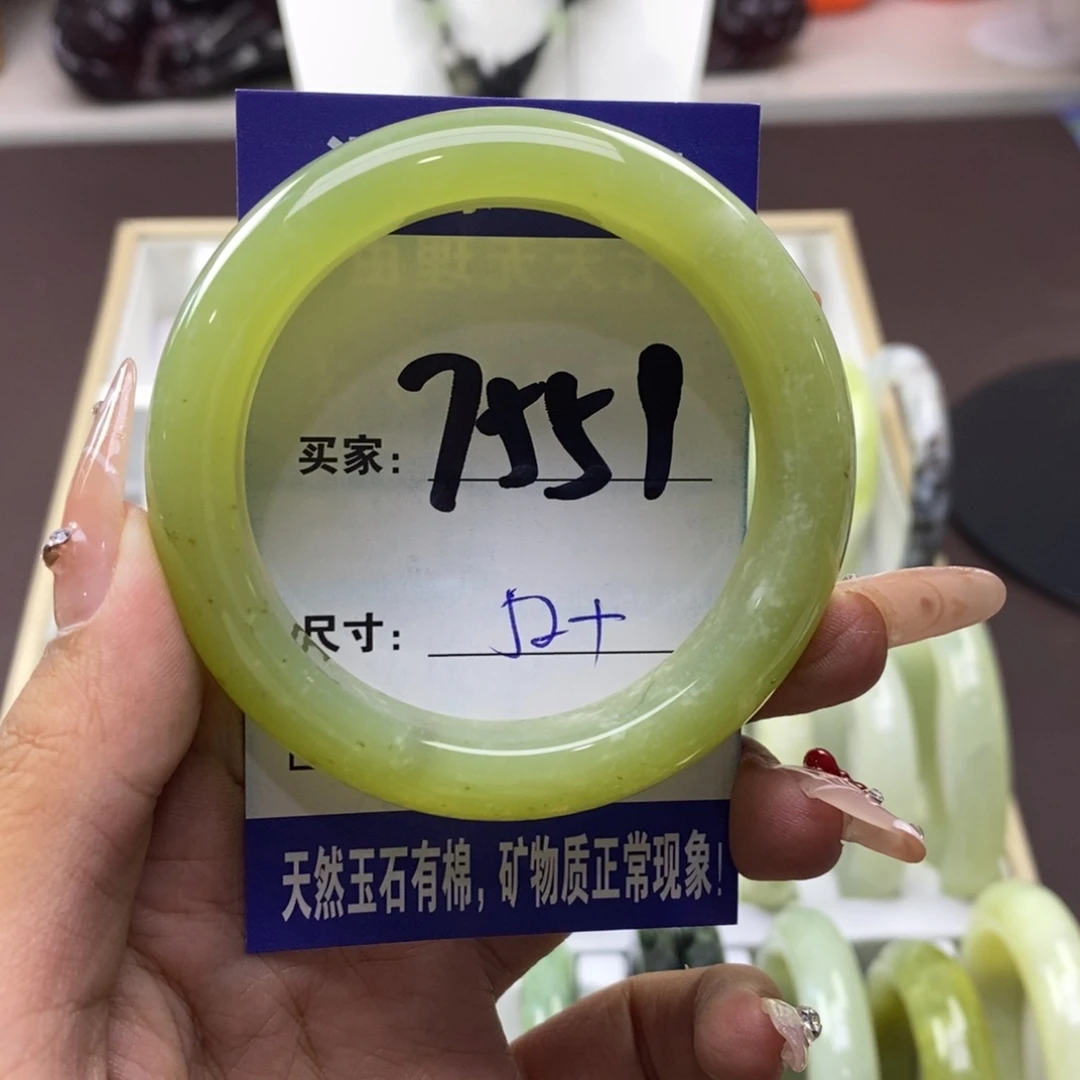 买家: 7551
尺寸: 52+
天然玉石有棉, 矿物质正常现象!